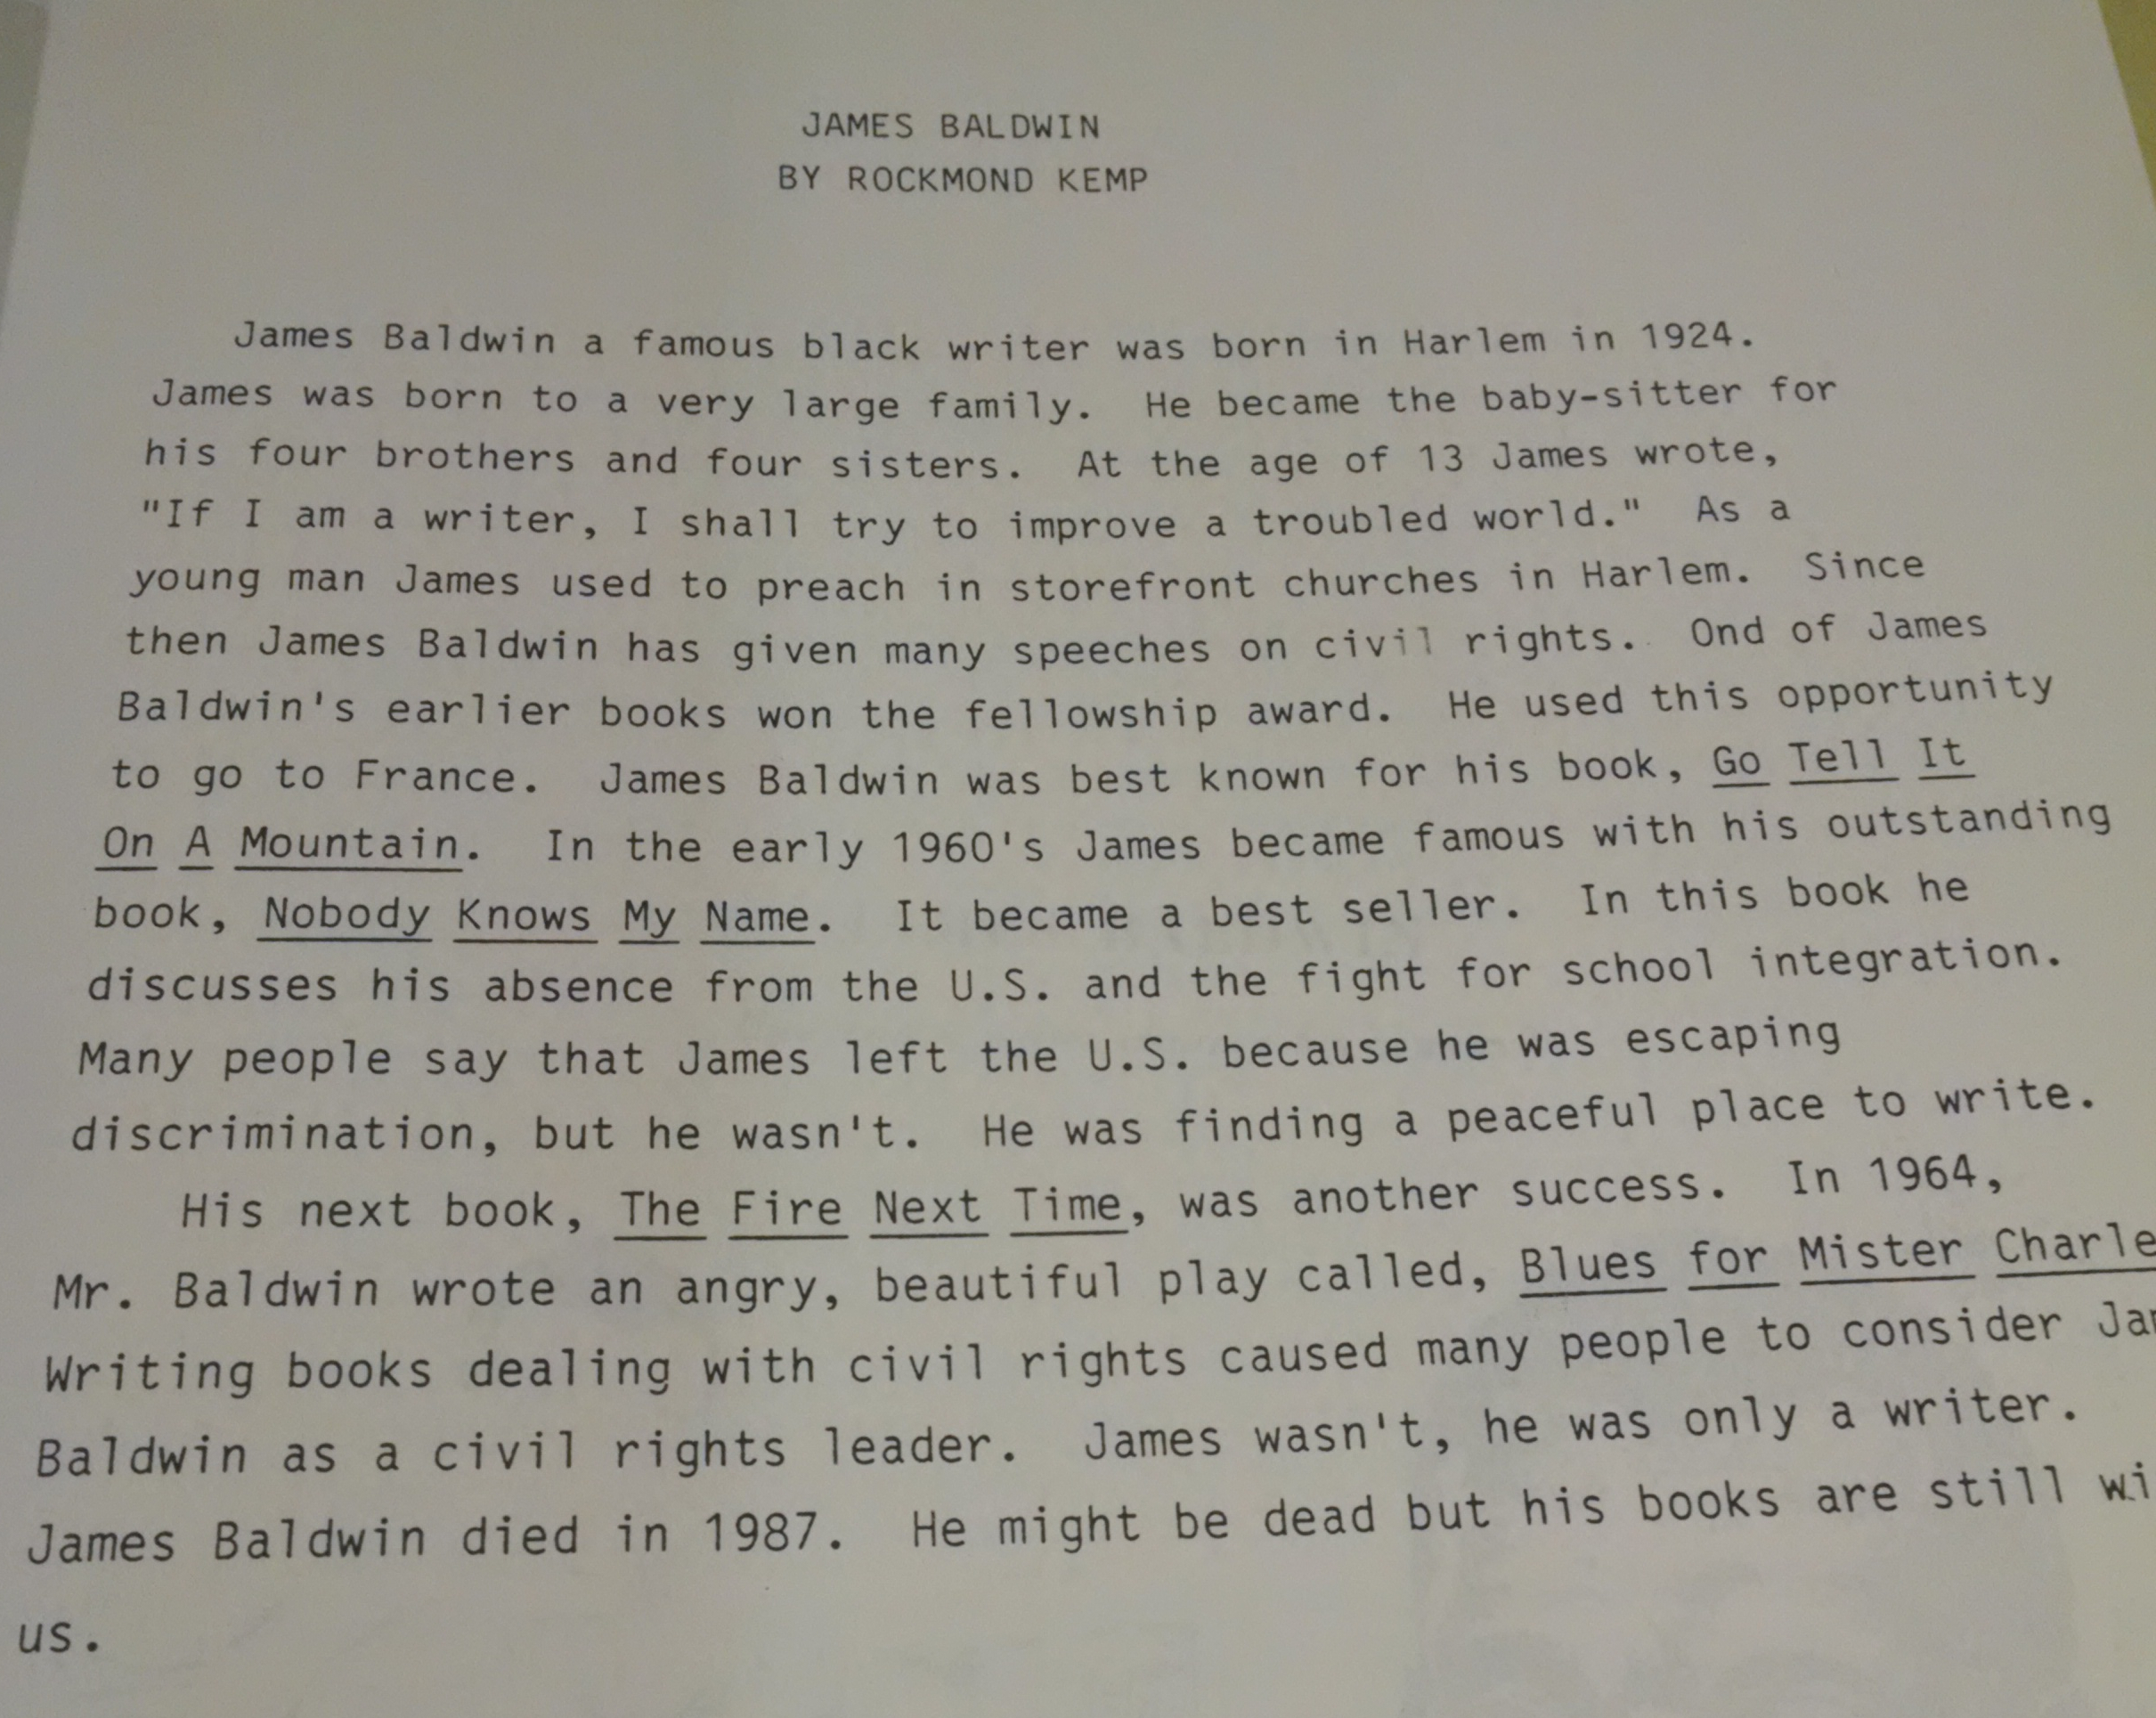 JAMES BALDWIN
BY ROCKMOND KEMP
James Baldwin a famous black writer was born in Harlem in 1924.
James was born to a very large family. He became the baby-sitter for
his four brothers and four sisters. At the age of 13 James wrote,
"If I am a writer, I shall try to improve a troubled world." As a
young man James used to preach in storefront churches in Harlem. Since
then James Baldwin has given many speeches on civil rights. Ond of James
Baldwin's earlier books won the fellowship award. He used this opportunity
to go to France. James Baldwin was best known for his book, Go Tell It
On A Mountain. In the early 1960's James became famous with his outstanding
book, Nobody Knows My Name. It became a best seller. In this book he
discusses his absence from the U.S. and the fight for school integration.
Many people say that James left the U.S. because he was escaping
discrimination, but he wasn't. He was finding a peaceful place to write.
His next book, The Fire Next Time, was another success. In 1964,
Mr. Baldwin wrote an angry, beautiful play called, Blues for Mister Charle
Writing books dealing with civil rights caused many people to consider
Baldwin as a civil rights leader. James wasn't, he was only a writer.
James Baldwin died in 1987. He might be dead but his books are still
us.